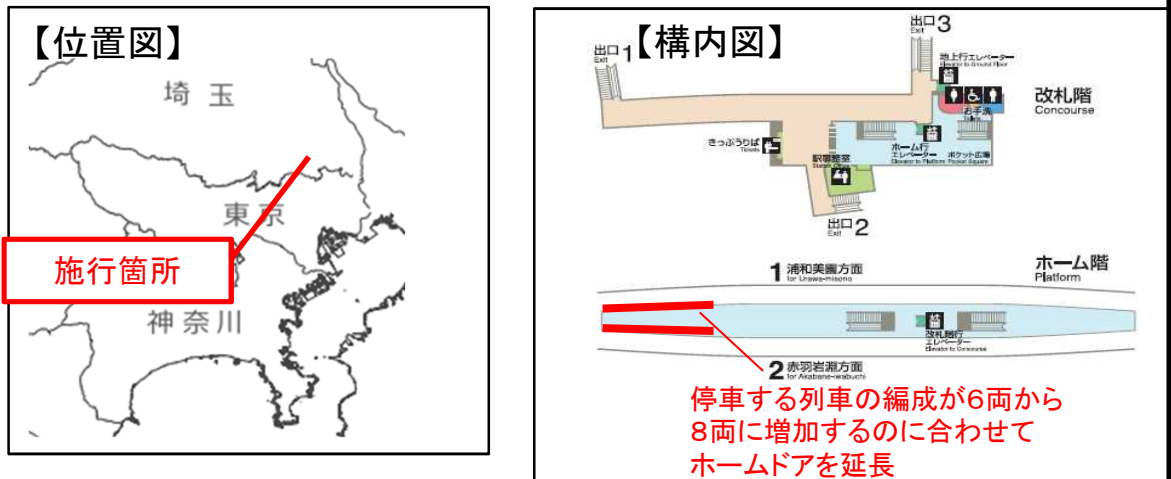 【位置図】
埼玉
東京
施行箇所
神奈川
【構内図】
出口1
Exit
出口3
Exit
地上行エレベーター
Elevator to Ground Floor
改札階
Concourse
お手洗
きっぷうりば
Tickets
駅事務室
Station Office
ホーム行
エレベーター
Elevator to Platform
ポケット広場
Pocket Square
出口2
Exit
1 浦和美園方面
for Urawa-misono
ホーム階
Platform
改札階行
エレベーター
Elevator to Concourse
2 赤羽岩淵方面
for Akabane-iwabuchi
停車する列車の編成が6両から
8両に増加するのに合わせて
ホームドアを延長